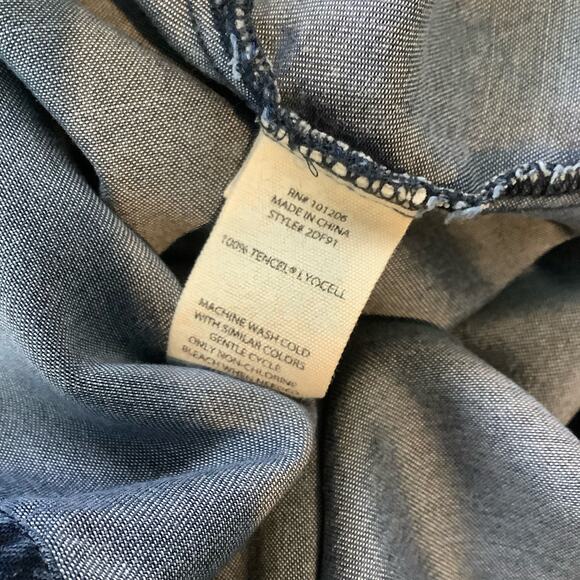 RN# 101206
MADE IN CHINA
STYLE# 2DF91
100% TENCEL® LYOCELL
MACHINE WASH COLD
WITH SIMILAR COLORS
GENTLE CYCLE
ONLY NON-CHLORINE
BLEACH WHEN NEEDED